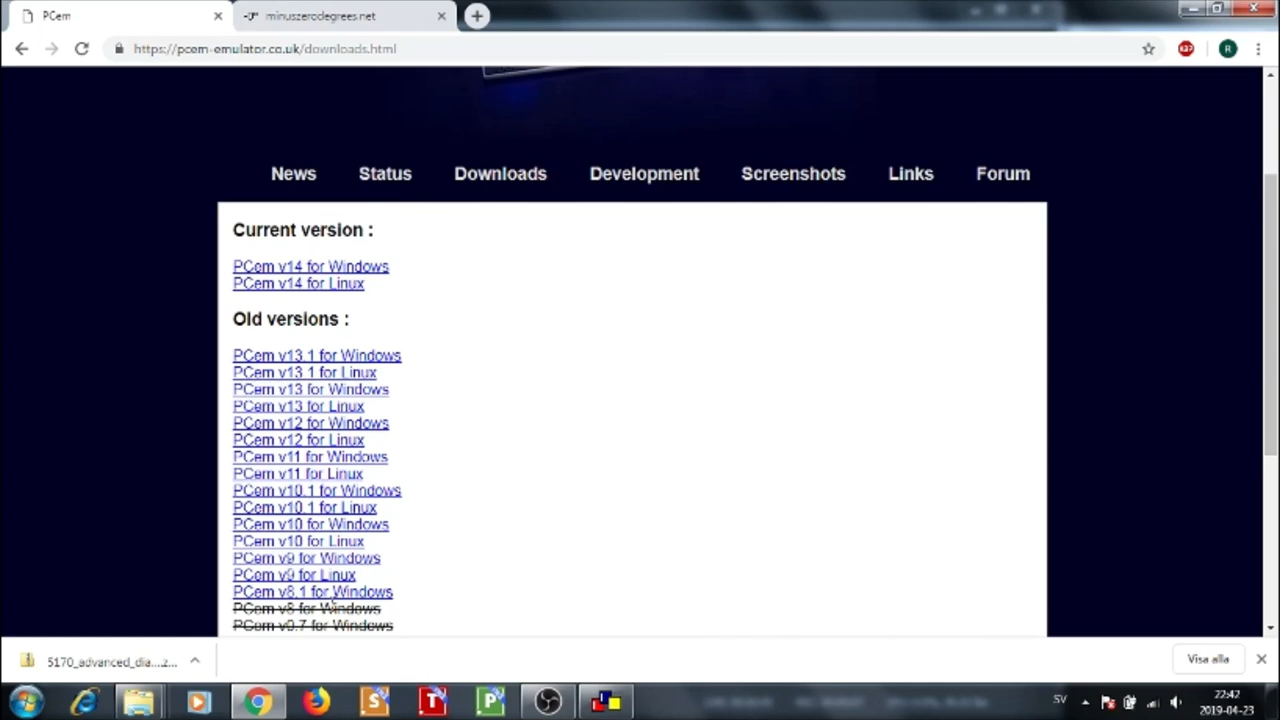 PCem
minuszerodegrees.net
https://pcem-emulator.co.uk/downloads.html
R
News Status Downloads Development Screenshots Links Forum
Current version :
PCem v14 for Windows
PCem v14 for Linux
Old versions :
PCem v13.1 for Windows
PCem v13.1 for Linux
PCem v13 for Windows
PCem v13 for Linux
PCem v12 for Windows
PCem v12 for Linux
PCem v11 for Windows
PCem v11 for Linux
PCem v10.1 for Windows
PCem v10.1 for Linux
PCem v10 for Windows
PCem v10 for Linux
PCem v9 for Windows
PCem v9 for Linux
PCem v8.1 for Windows
PCem v8 for Windows
PCem v0.7 for Windows
5170_advanced_dia....z...
Visa alla
S T P
SV
22:42
2019-04-23